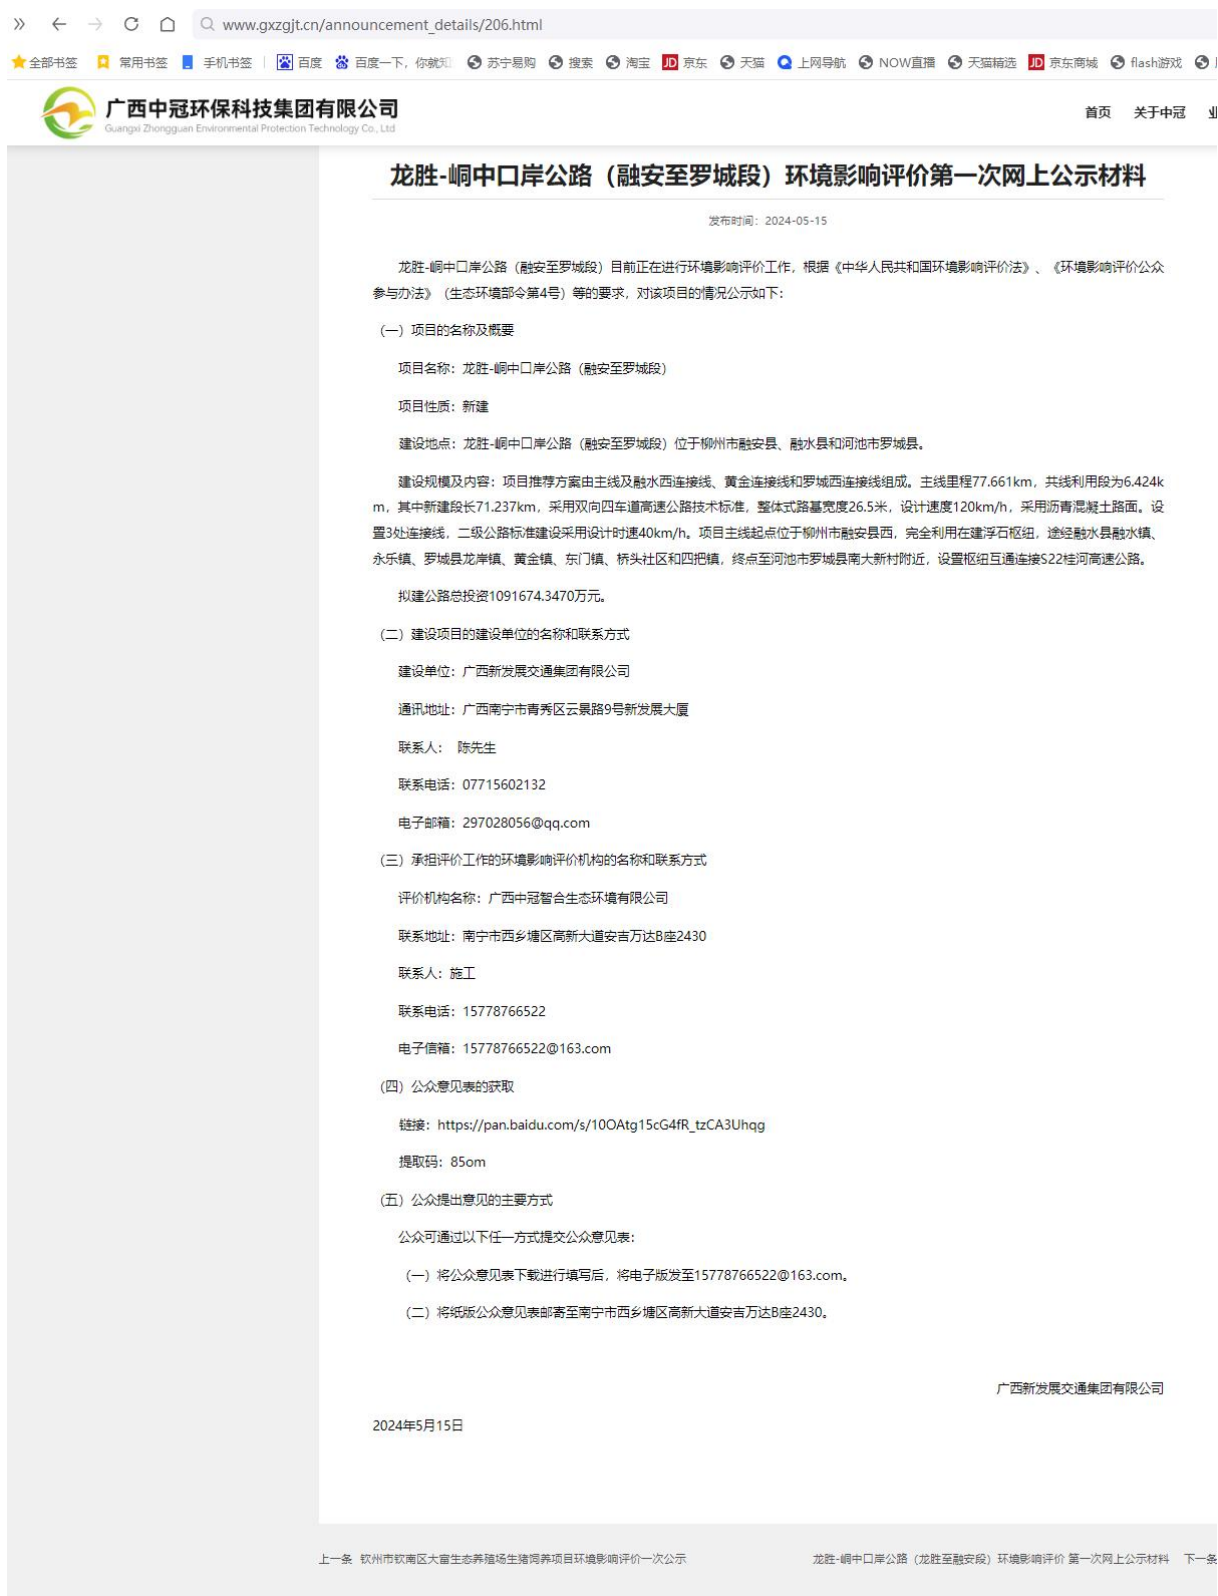 www.gxzgjt.cn/announcement_details/206.html
全部书签 常用书签 手机书签 百度 百度一下，你就知 苏宁易购 搜索 淘宝 JD 京东 天猫 上网导航 NOW直播 天猫精选 JD 京东商城 flash游戏
广西中冠环保科技集团有限公司
Guangxi Zhongguan Environmental Protection Technology Co., Ltd
首页 关于中冠
龙胜-峒中口岸公路（融安至罗城段）环境影响评价第一次网上公示材料
发布时间：2024-05-15
龙胜-峒中口岸公路（融安至罗城段）目前正在进行环境影响评价工作，根据《中华人民共和国环境影响评价法》、《环境影响评价公众
参与办法》（生态环境部令第4号）等的要求，对该项目的情况公示如下：
（一）项目的名称及概要
项目名称：龙胜-峒中口岸公路（融安至罗城段）
项目性质：新建
建设地点：龙胜-峒中口岸公路（融安至罗城段）位于柳州市融安县、融水县和河池市罗城县。
建设规模及内容：项目推荐方案由主线及融水西连接线、黄金连接线和罗城西连接线组成。主线里程77.661km，共线利用段为6.424k
m，其中新建段长71.237km，采用双向四车道高速公路技术标准，整体式路基宽度26.5米，设计速度120km/h，采用沥青混凝土路面。设
置3处连接线，二级公路标准建设采用设计时速40km/h。项目主线起点位于柳州市融安县西，完全利用在建浮石枢纽，途经融水县融水镇、
永乐镇、罗城县龙岸镇、黄金镇、东门镇、桥头社区和四把镇，终点至河池市罗城县南大新村附近，设置枢纽互通连接S22桂河高速公路。
拟建公路总投资1091674.3470万元。
（二）建设项目的建设单位的名称和联系方式
建设单位：广西新发展交通集团有限公司
通讯地址：广西南宁市青秀区云景路9号新发展大厦
联系人： 陈先生
联系电话：07715602132
电子邮箱：297028056@qq.com
（三）承担评价工作的环境影响评价机构的名称和联系方式
评价机构名称：广西中冠智合生态环境有限公司
联系地址：南宁市西乡塘区高新大道安吉万达B座2430
联系人：施工
联系电话：15778766522
电子信箱：15778766522@163.com
（四）公众意见表的获取
链接：https://pan.baidu.com/s/10OAtg15cG4fR_tzCA3Uhqg
提取码：85om
（五）公众提出意见的主要方式
公众可通过以下任一方式提交公众意见表：
（一）将公众意见表下载进行填写后，将电子版发至15778766522@163.com。
（二）将纸版公众意见表邮寄至南宁市西乡塘区高新大道安吉万达B座2430。
广西新发展交通集团有限公司
2024年5月15日
上一条 钦州市钦南区大富生态养殖场生猪饲养项目环境影响评价一次公示 龙胜-峒中口岸公路（龙胜至融安段）环境影响评价 第一次网上公示材料 下一条